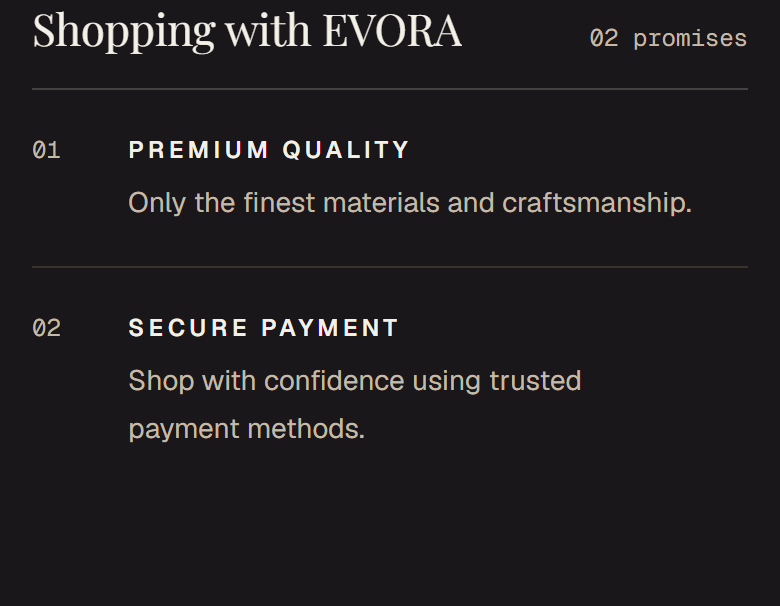 Shopping with EVORA
02 promises
01
PREMIUM QUALITY
Only the finest materials and craftsmanship.
02
SECURE PAYMENT
Shop with confidence using trusted
payment methods.